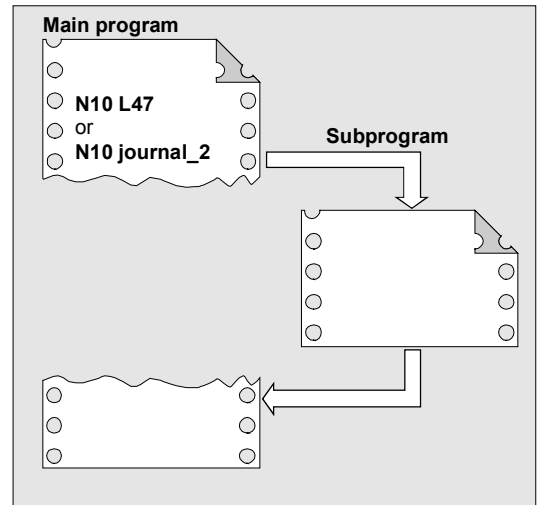 Main program
N10 L47
or
N10 journal_2
Subprogram